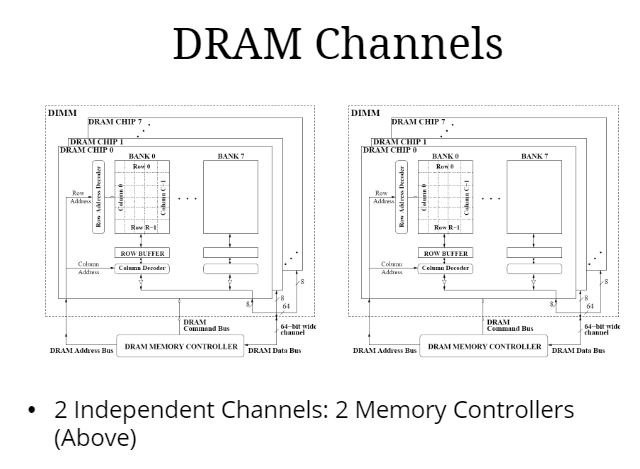 DRAM Channels
DIMM
DRAM CHIP 7
DRAM CHIP 1
DRAM CHIP 0
BANK 0
BANK 7
Row 0
Row Address Decoder
Column 0
Column C-1
Row
Address
Row R-1
ROW BUFFER
Column
Address
Column Decoder
8
8
8
64
DRAM
Command Bus
64-bit wide
channel
DRAM Address Bus
DRAM MEMORY CONTROLLER
DRAM Data Bus
DIMM
DRAM CHIP 7
DRAM CHIP 1
DRAM CHIP 0
BANK 0
BANK 7
Row 0
Row Address Decoder
Column 0
Column C-1
Row
Address
Row R-1
ROW BUFFER
Column
Address
Column Decoder
8
8
8
64
DRAM
Command Bus
64-bit wide
channel
DRAM Address Bus
DRAM MEMORY CONTROLLER
DRAM Data Bus
• 2 Independent Channels: 2 Memory Controllers
(Above)